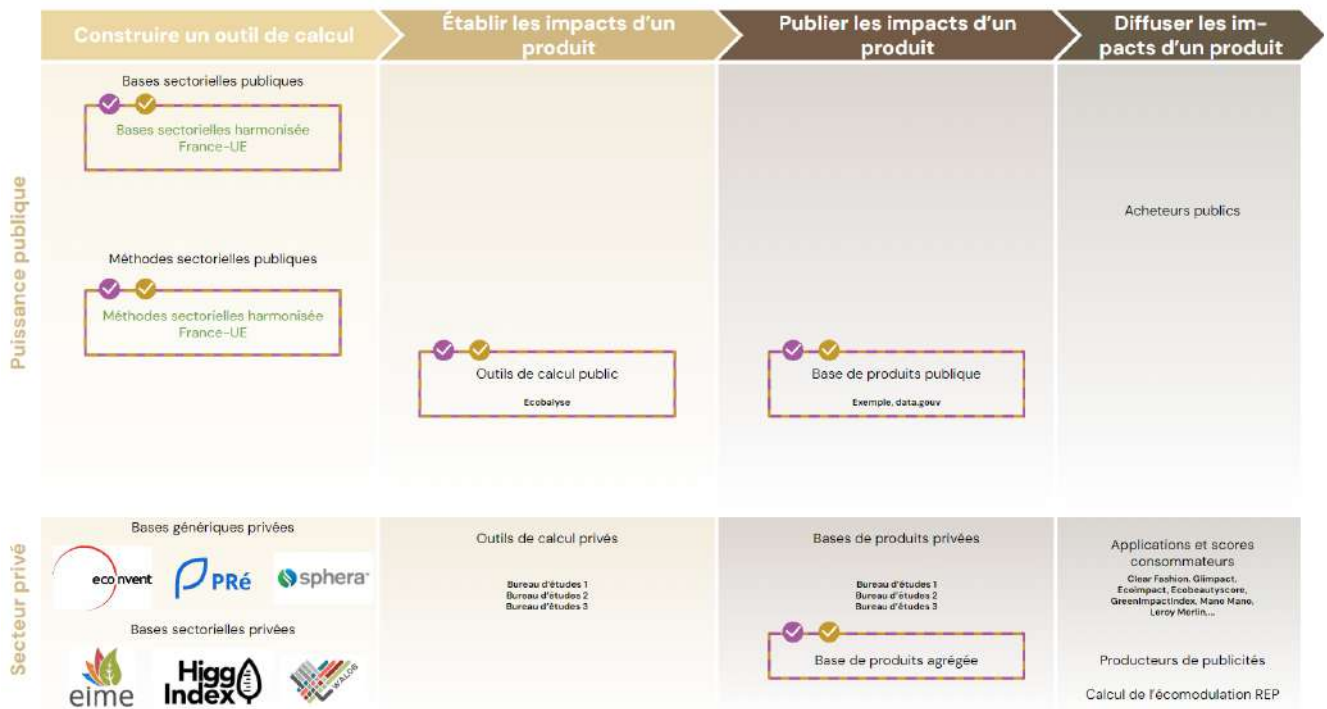 Construire un outil de calcul
Établir les impacts d'un
produit
Publier les impacts d'un
produit
Diffuser les im-
pacts d'un produit
Puissance publique
Bases sectorielles publiques
Bases sectorielles harmonisée
France-UE
Méthodes sectorielles publiques
Méthodes sectorielles harmonisée
France-UE
Outils de calcul public
Ecobalyse
Base de produits publique
Exemple, data.gouv
Acheteurs publics
Secteur privé
Bases génériques privées
ecoinvent
PRé
sphera
Bases sectorielles privées
eime
Higg
Index
WALDB
Outils de calcul privés
Bureau d'études 1
Bureau d'études 2
Bureau d'études 3
Bases de produits privées
Bureau d'études 1
Bureau d'études 2
Bureau d'études 3
Base de produits agrégée
Applications et scores
consommateurs
Clear Fashion, Glimpact,
Ecoimpact, Ecobeautyscore,
GreenImpactIndex, Mano Mano,
Leroy Merlin,...
Producteurs de publicités
Calcul de l'écomodulation REP